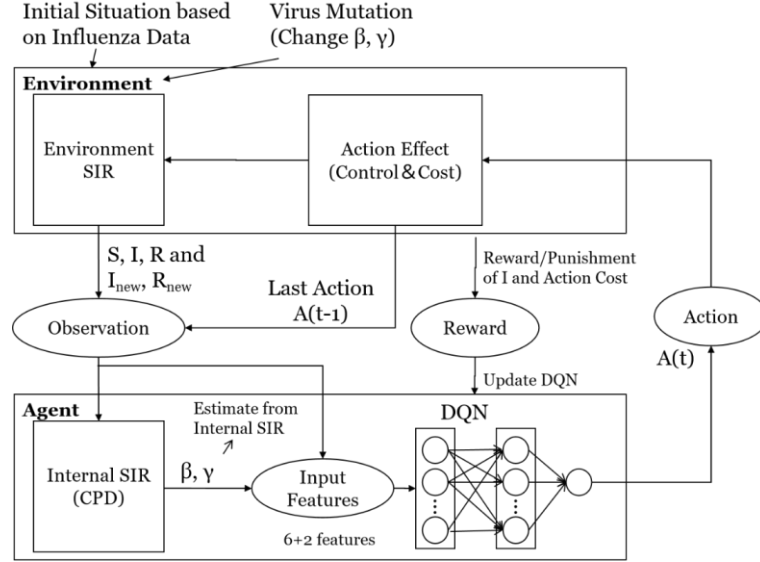 Initial Situation based
on Influenza Data
Virus Mutation
(Change β, γ)
Environment
Environment
SIR
Action Effect
(Control&Cost)
S, I, R and
Inew, Rnew
Last Action
A(t-1)
Reward/Punishment
of I and Action Cost
Observation
Reward
Action
A(t)
Update DQN
Agent
Estimate from
Internal SIR
DQN
Internal SIR
(CPD)
β, γ
Input
Features
6+2 features